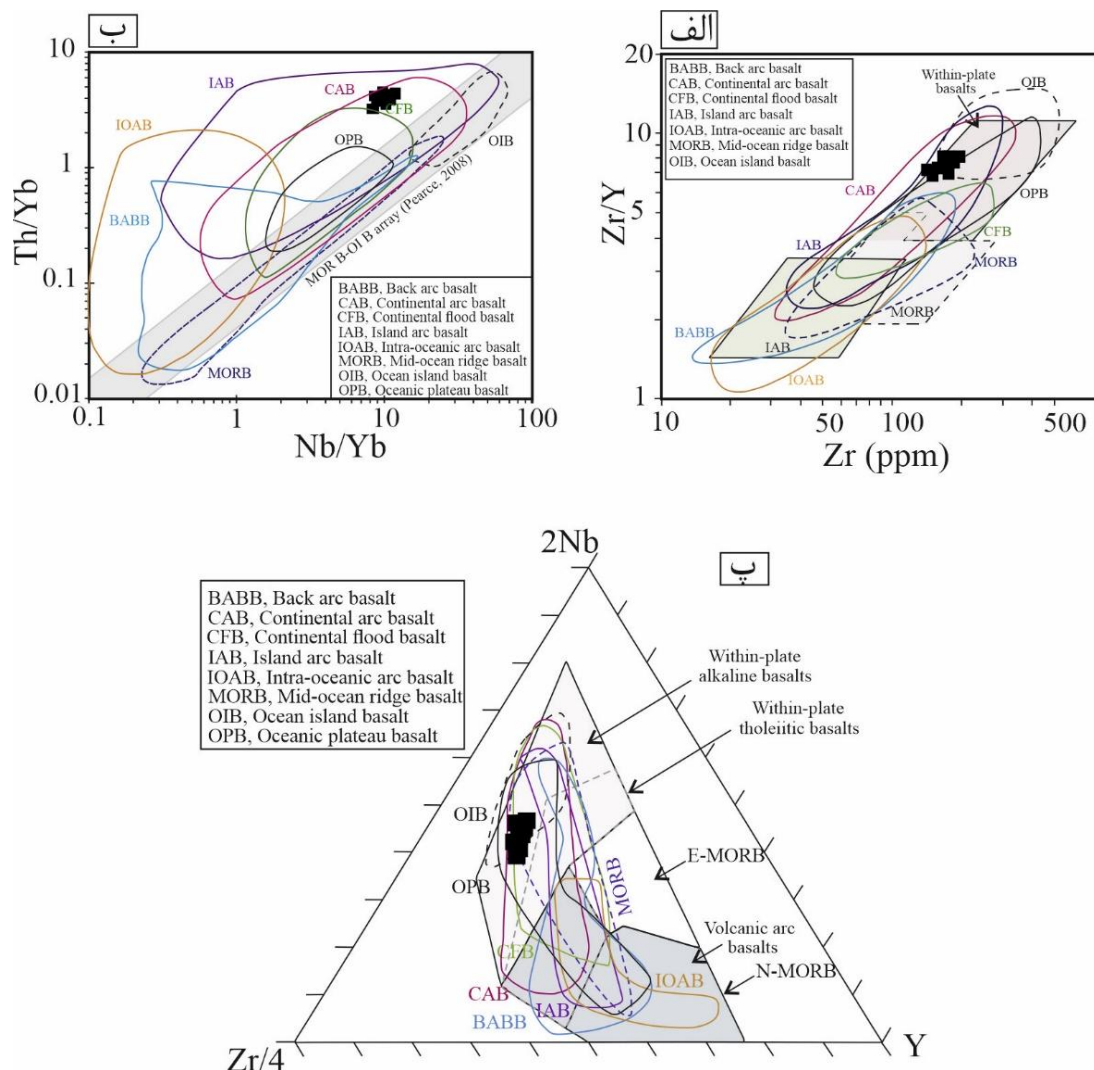 ب
Th/Yb
10
1
0.1
0.01
0.1
1
10
100
Nb/Yb
IAB
CAB
CFB
IOAB
OPB
OIB
BABB
MORB
MOR B-OI B array (Pearce, 2008)
BABB, Back arc basalt
CAB, Continental arc basalt
CFB, Continental flood basalt
IAB, Island arc basalt
IOAB, Intra-oceanic arc basalt
MORB, Mid-ocean ridge basalt
OIB, Ocean island basalt
OPB, Oceanic plateau basalt
الف
Zr/Y
20
10
5
1
10
50
100
500
Zr (ppm)
BABB, Back arc basalt
CAB, Continental arc basalt
CFB, Continental flood basalt
IAB, Island arc basalt
IOAB, Intra-oceanic arc basalt
MORB, Mid-ocean ridge basalt
OIB, Ocean island basalt
Within-plate
basalts
OIB
CAB
OPB
IAB
CFB
MORB
MORB
BABB
IAB
IOAB
پ
2Nb
Zr/4
Y
BABB, Back arc basalt
CAB, Continental arc basalt
CFB, Continental flood basalt
IAB, Island arc basalt
IOAB, Intra-oceanic arc basalt
MORB, Mid-ocean ridge basalt
OIB, Ocean island basalt
OPB, Oceanic plateau basalt
Within-plate
alkaline basalts
Within-plate
tholeiitic basalts
E-MORB
Volcanic arc
basalts
N-MORB
OIB
OPB
MORB
CFB
CAB
IAB
IOAB
BABB